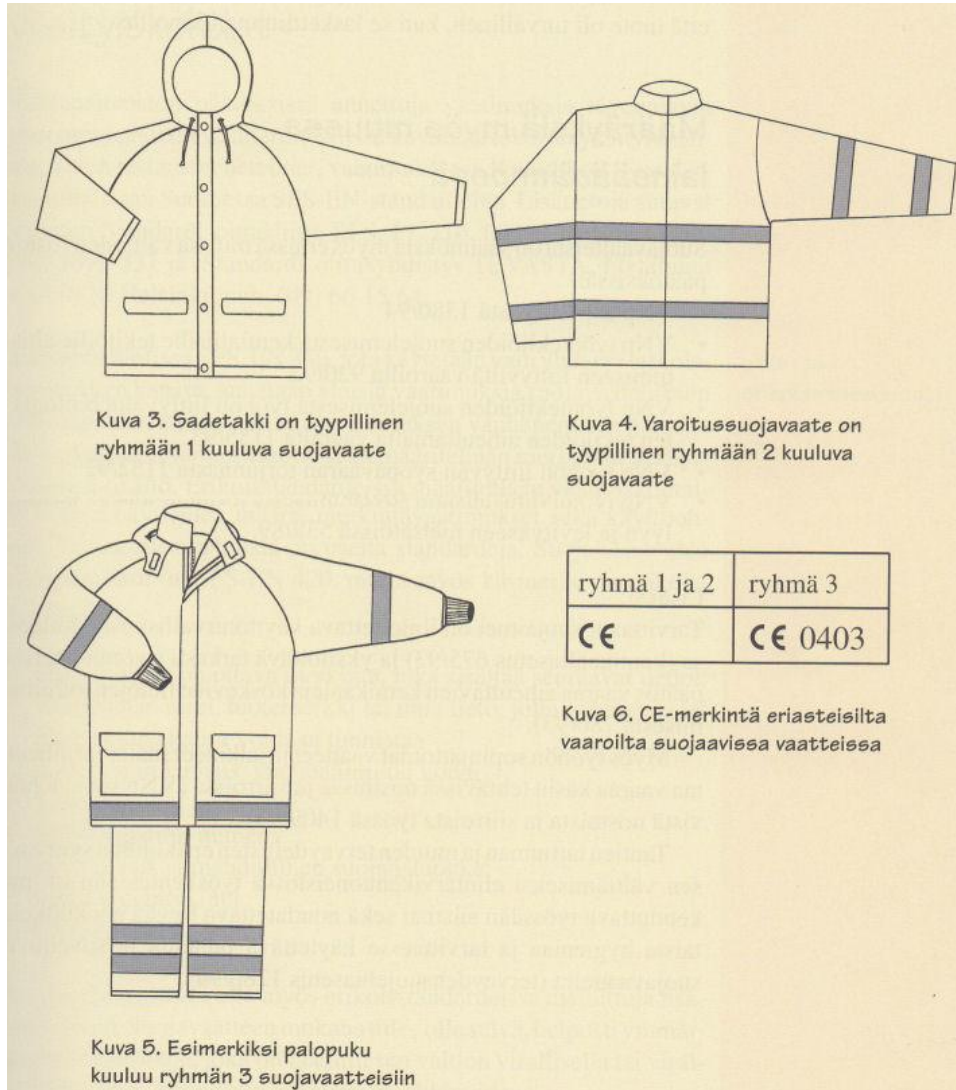 Kuva 3. Sadetakki on tyypillinen
ryhmään 1 kuuluva suojavaate
Kuva 4. Varoitussuojavaate on
tyypillinen ryhmään 2 kuuluva
suojavaate
ryhmä 1 ja 2 ryhmä 3
CE CE 0403
Kuva 6. CE-merkintä eriasteisilta
vaaroilta suojaavissa vaatteissa
Kuva 5. Esimerkiksi palopuku
kuuluu ryhmän 3 suojavaatteisiin